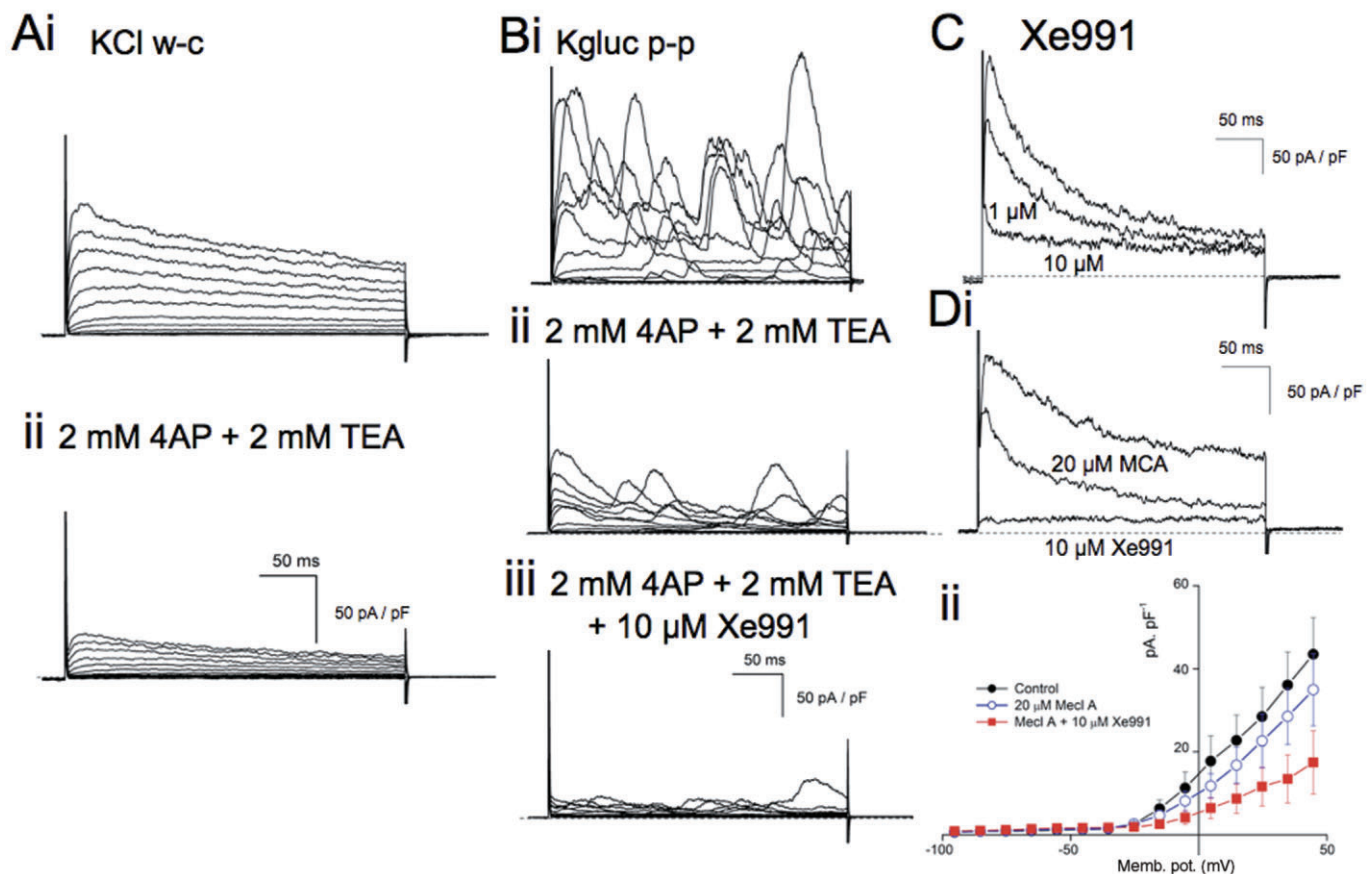 Ai
KCl w-c
ii 2 mM 4AP + 2 mM TEA
50 ms
50 pA / pF
Bi Kgluc p-p
ii 2 mM 4AP + 2 mM TEA
iii 2 mM 4AP + 2 mM TEA
+ 10 µM Xe991
50 ms
50 pA / pF
C Xe991
50 ms
50 pA / pF
1 µM
10 µM
Di
50 ms
50 pA / pF
20 µM MCA
10 µM Xe991
ii
60
40
20
pA. pF⁻¹
Control
20 µM Mecl A
Mecl A + 10 µM Xe991
-100
-50
50
Memb. pot. (mV)